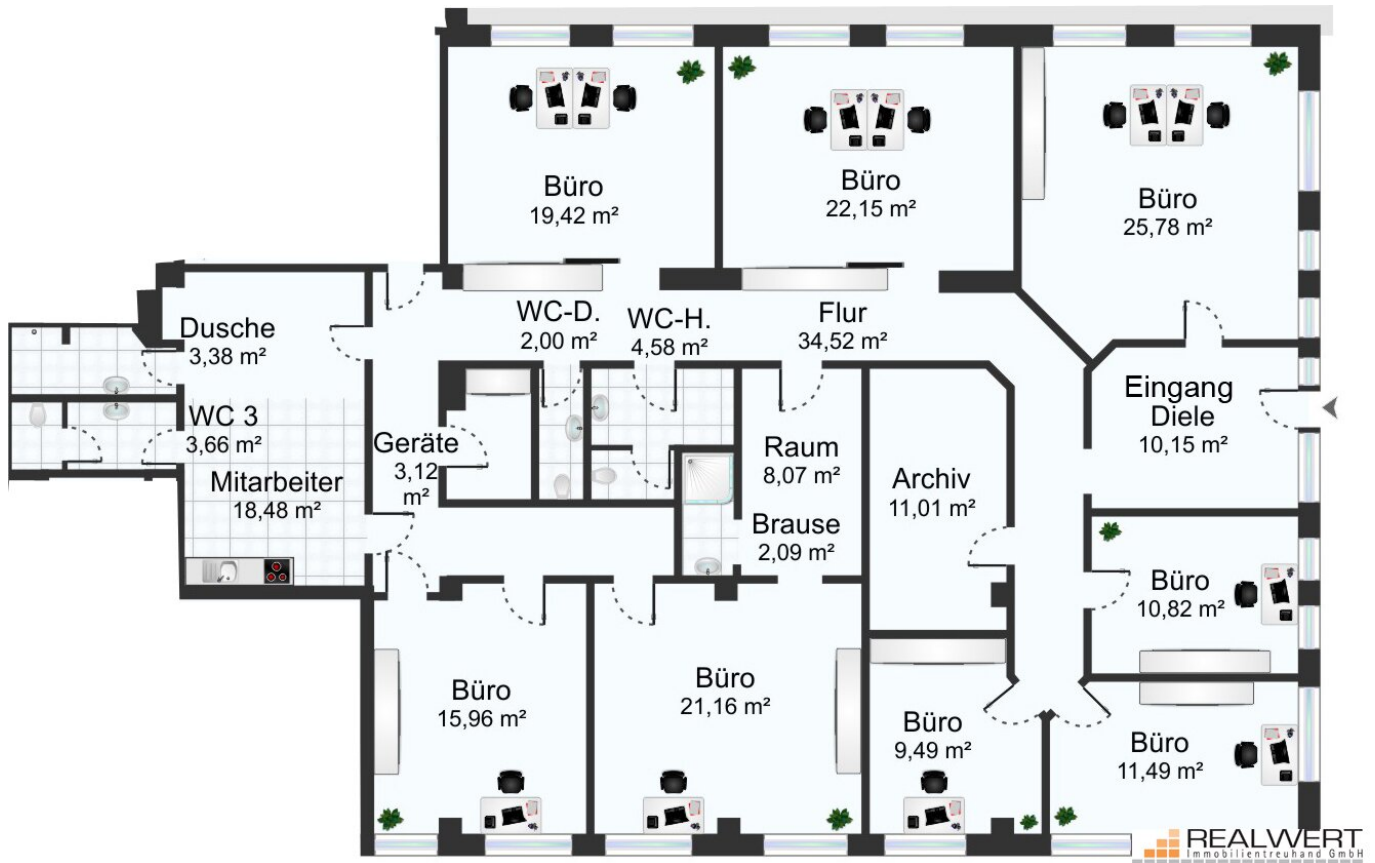 Büro
19,42 m²
Büro
22,15 m²
Büro
25,78 m²
Dusche
3,38 m²
WC-D.
2,00 m²
WC-H.
4,58 m²
Flur
34,52 m²
Eingang
Diele
10,15 m²
WC 3
3,66 m²
Mitarbeiter
18,48 m²
Geräte
3,12
m²
Raum
8,07 m²
Brause
2,09 m²
Archiv
11,01 m²
Büro
10,82 m²
Büro
15,96 m²
Büro
21,16 m²
Büro
9,49 m²
Büro
11,49 m²
REALWERT
Immobilientreuhand GmbH